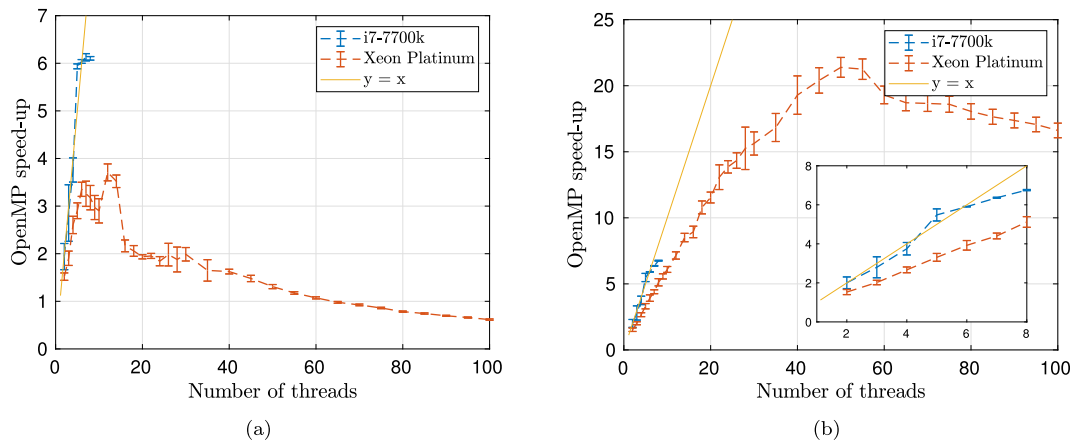 7
6
5
4
3
2
1
0
0
20
40
60
80
100
OpenMP speed-up
Number of threads
i7-7700k
Xeon Platinum
y = x
(a)
25
20
15
10
5
0
0
20
40
60
80
100
OpenMP speed-up
Number of threads
i7-7700k
Xeon Platinum
y = x
8
6
4
2
0
2
4
6
8
(b)